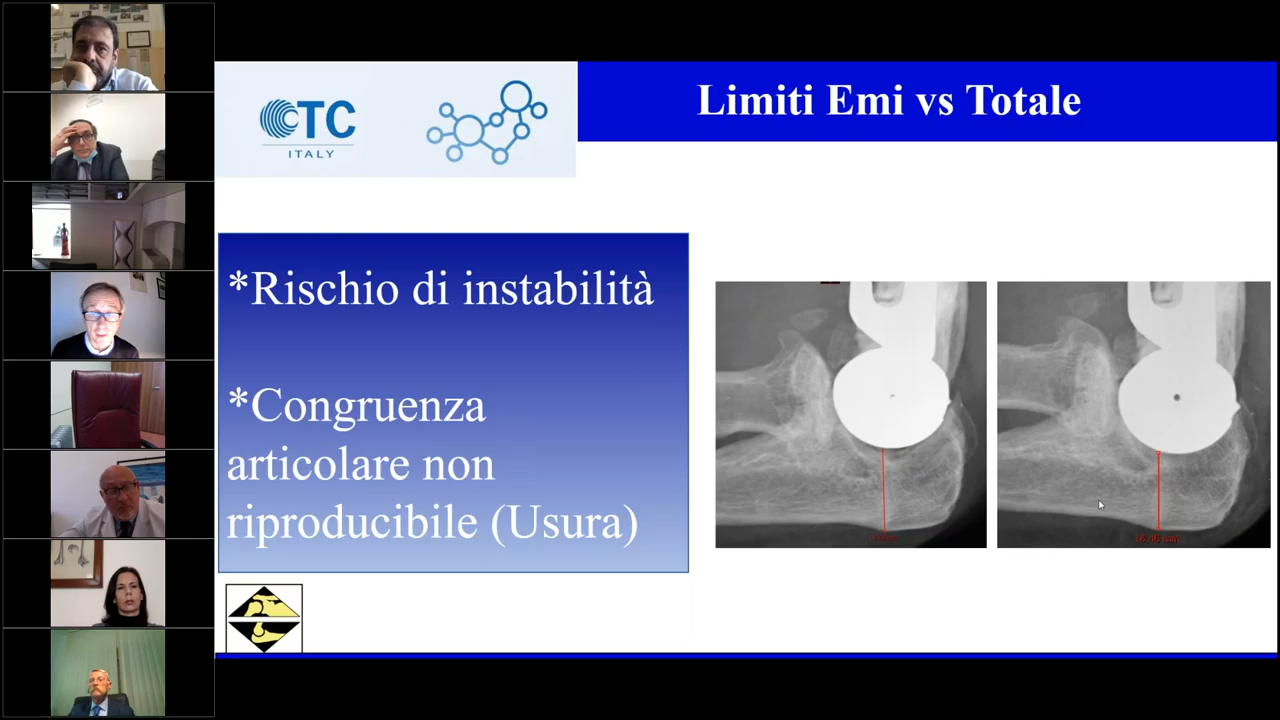 CTC
ITALY
Limiti Emi vs Totale
*Rischio di instabilità
*Congruenza
articolare non
riproducibile (Usura)